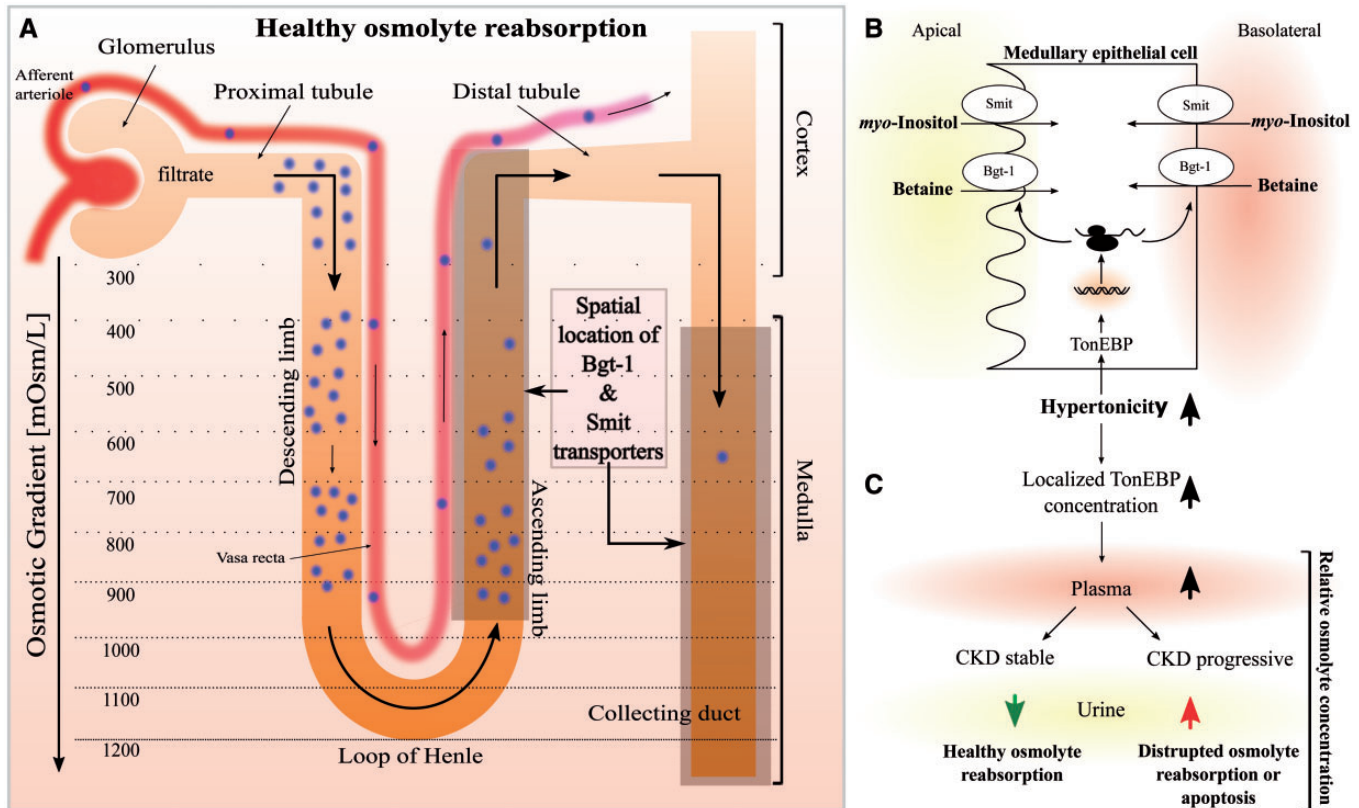 A
Healthy osmolyte reabsorption
Glomerulus
Afferent
arteriole
Proximal tubule
Distal tubule
filtrate
Cortex
Osmotic Gradient [mOsm/L]
300
400
500
600
700
800
900
1000
1100
1200
Descending limb
Vasa recta
Ascending limb
Spatial
location of
Bgt-1
&
Smit
transporters
Medulla
Collecting duct
Loop of Henle
B
Apical
Basolateral
Medullary epithelial cell
Smit
Smit
myo-Inositol
myo-Inositol
Bgt-1
Bgt-1
Betaine
Betaine
TonEBP
Hypertonicity
C
Localized TonEBP
concentration
Plasma
CKD stable
CKD progressive
Urine
Healthy osmolyte
reabsorption
Distrupted osmolyte
reabsorption or
apoptosis
Relative osmolyte concentration